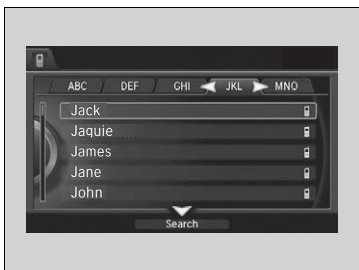 ABC DEF GHI JKL MNO
Jack
Jaquie
James
Jane
John
Search